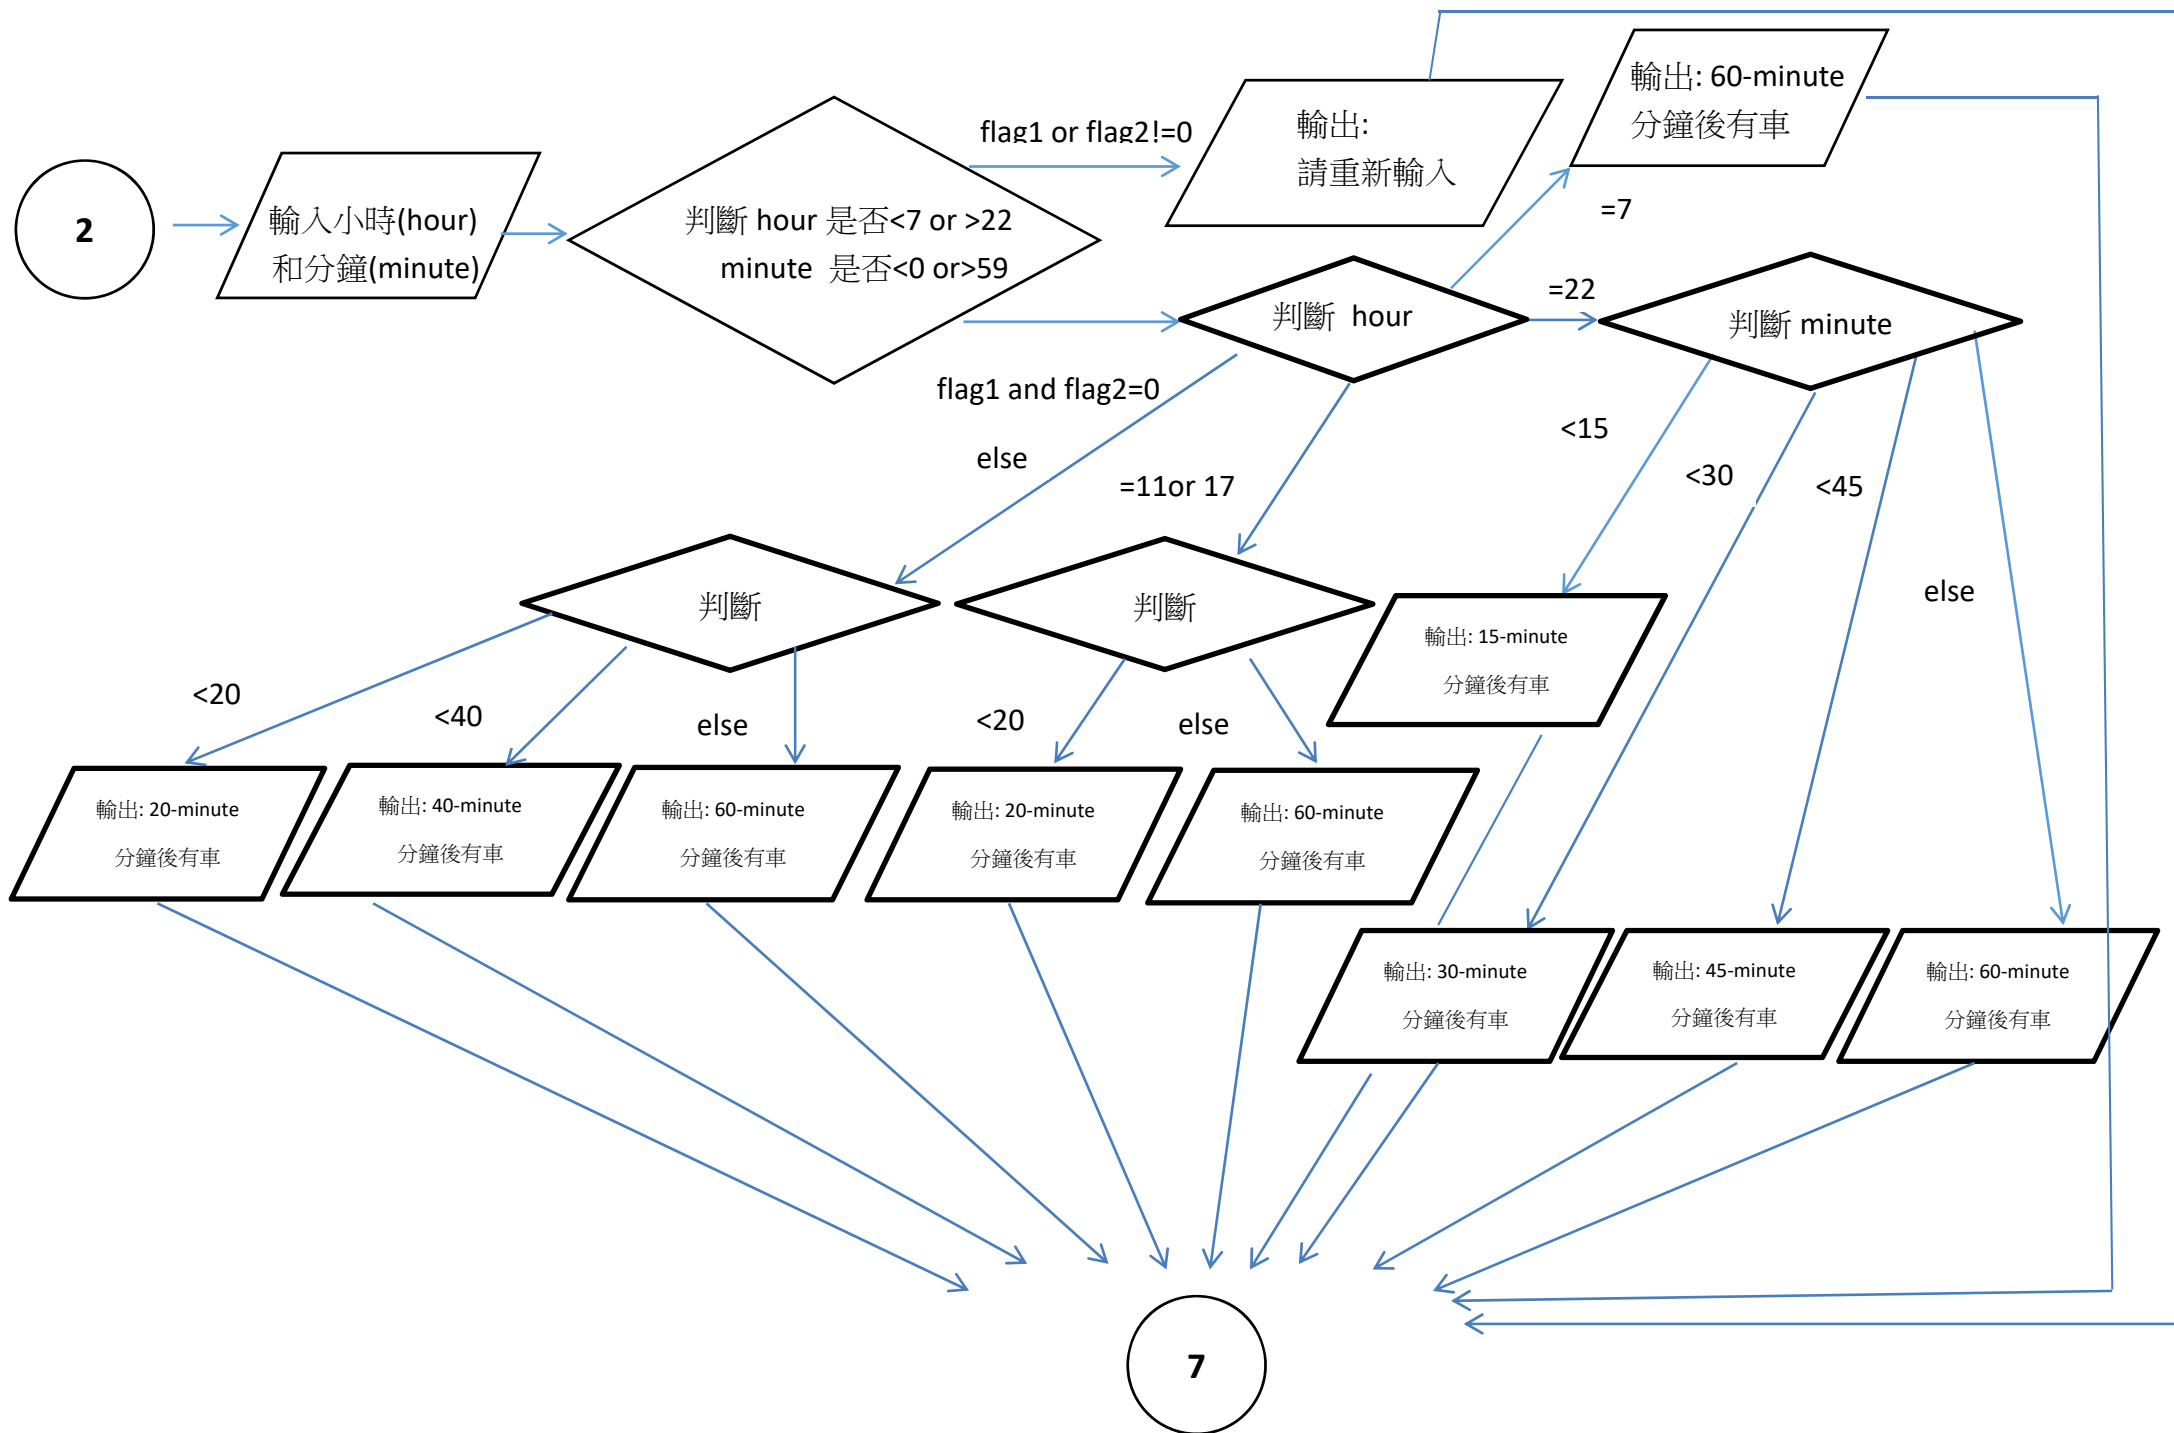 flag1 or flag2!=0
輸出:
請重新輸入
輸出: 60-minute
分鐘後有車
=7
2
輸入小時(hour)
和分鐘(minute)
判斷 hour 是否<7 or >22
minute 是否<0 or>59
flag1 and flag2=0
判斷 hour
=22
判斷 minute
else
=11or 17
<15
<30
<45
else
判斷
判斷
<20
<40
else
<20
else
輸出: 15-minute
分鐘後有車
輸出: 20-minute
分鐘後有車
輸出: 40-minute
分鐘後有車
輸出: 60-minute
分鐘後有車
輸出: 20-minute
分鐘後有車
輸出: 60-minute
分鐘後有車
輸出: 30-minute
分鐘後有車
輸出: 45-minute
分鐘後有車
輸出: 60-minute
分鐘後有車
7